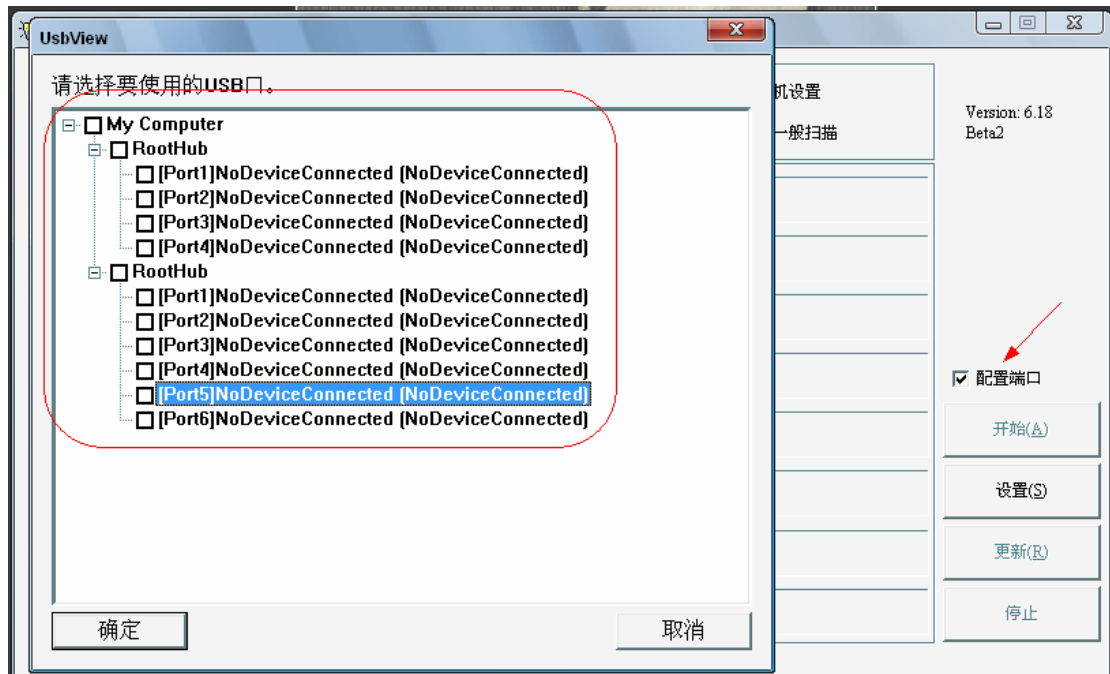 UsbView
请选择要使用的USB口。
My Computer
RootHub
[Port1]NoDeviceConnected (NoDeviceConnected)
[Port2]NoDeviceConnected (NoDeviceConnected)
[Port3]NoDeviceConnected (NoDeviceConnected)
[Port4]NoDeviceConnected (NoDeviceConnected)
RootHub
[Port1]NoDeviceConnected (NoDeviceConnected)
[Port2]NoDeviceConnected (NoDeviceConnected)
[Port3]NoDeviceConnected (NoDeviceConnected)
[Port4]NoDeviceConnected (NoDeviceConnected)
[Port5]NoDeviceConnected (NoDeviceConnected)
[Port6]NoDeviceConnected (NoDeviceConnected)
确定
取消
机设置
一般扫描
Version: 6.18
Beta2
配置端口
开始(A)
设置(S)
更新(R)
停止